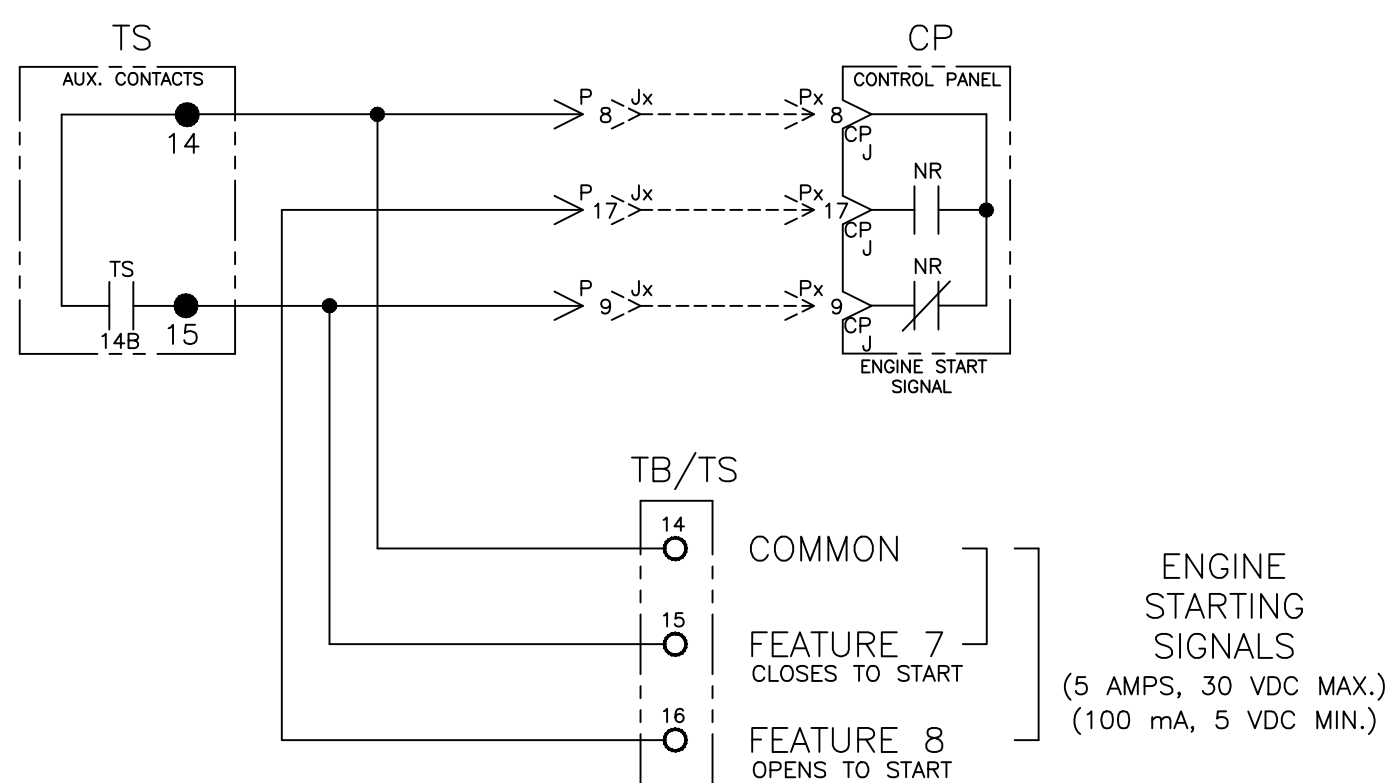 TS
AUX. CONTACTS
14
TS
14B
15
P 8 Jx
Px 8
CP
J
P 17 Jx
Px 17
CP
J
P 9 Jx
Px 9
CP
J
CP
CONTROL PANEL
NR
NR
ENGINE START
SIGNAL
TB/TS
14
COMMON
15
FEATURE 7
CLOSES TO START
16
FEATURE 8
OPENS TO START
ENGINE
STARTING
SIGNALS
(5 AMPS, 30 VDC MAX.)
(100 mA, 5 VDC MIN.)